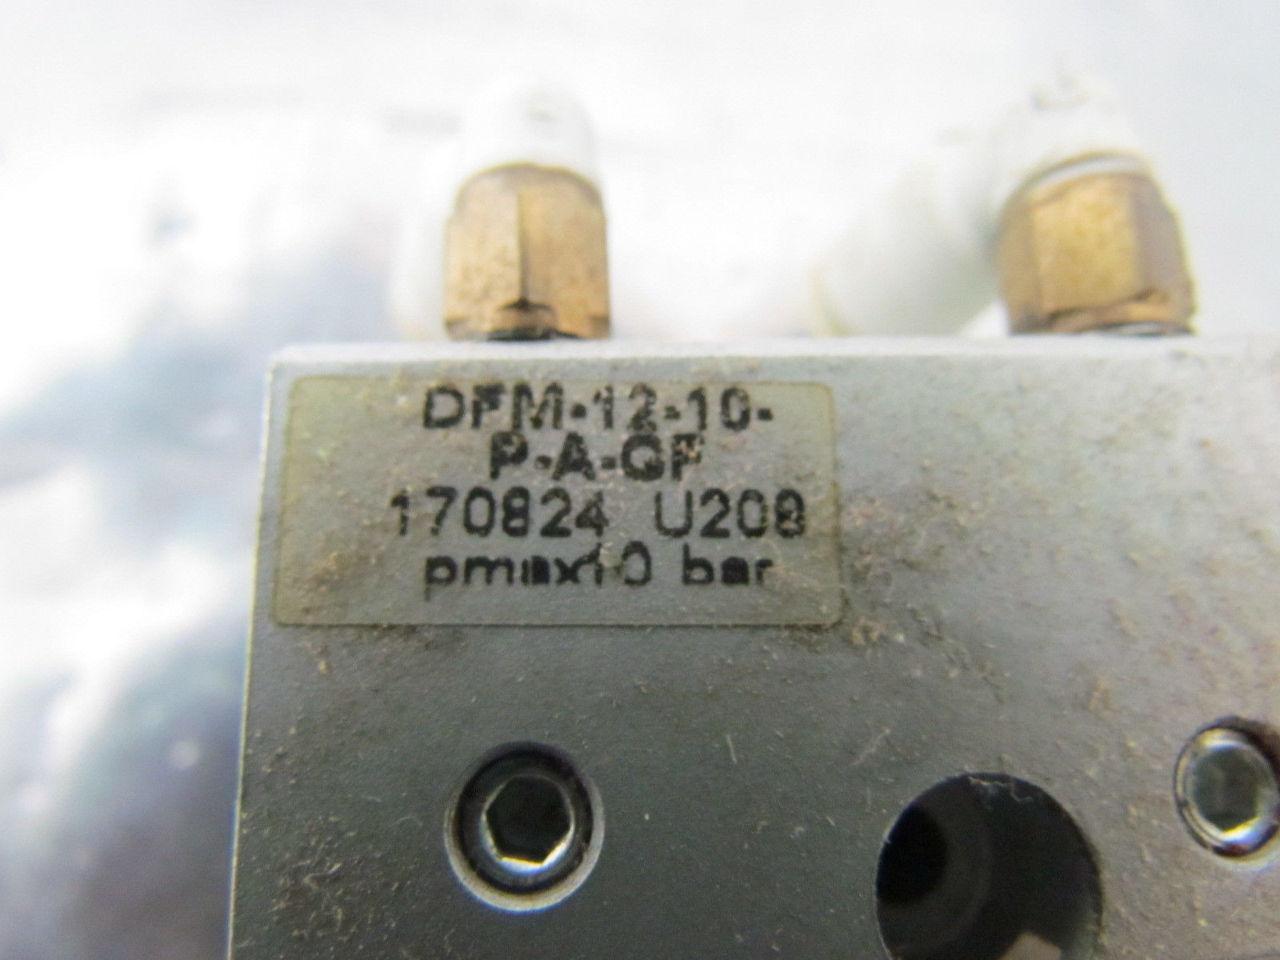 DFM-12-10-
P-A-GF
170824 U208
pmax10 bar